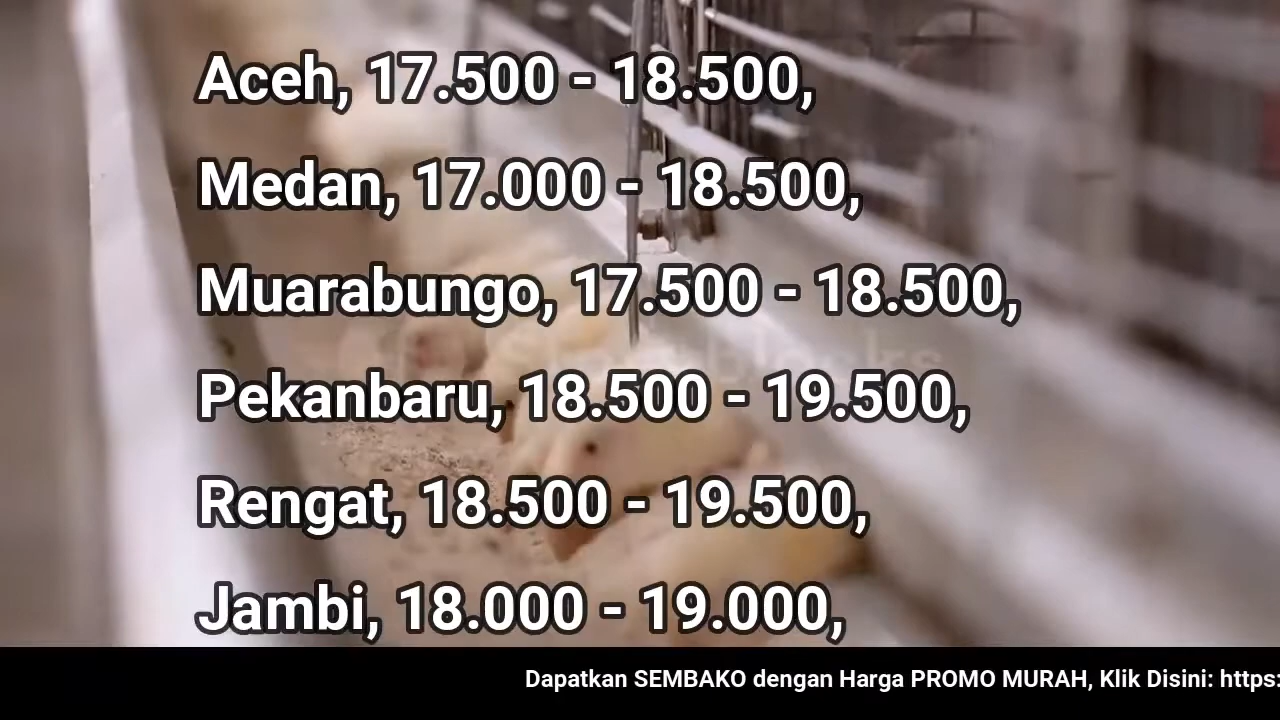 Aceh, 17.500 - 18.500,
Medan, 17.000 - 18.500,
Muarabungo, 17.500 - 18.500,
Pekanbaru, 18.500 - 19.500,
Rengat, 18.500 - 19.500,
Jambi, 18.000 - 19.000,
Dapatkan SEMBAKO dengan Harga PROMO MURAH, Klik Disini: https: